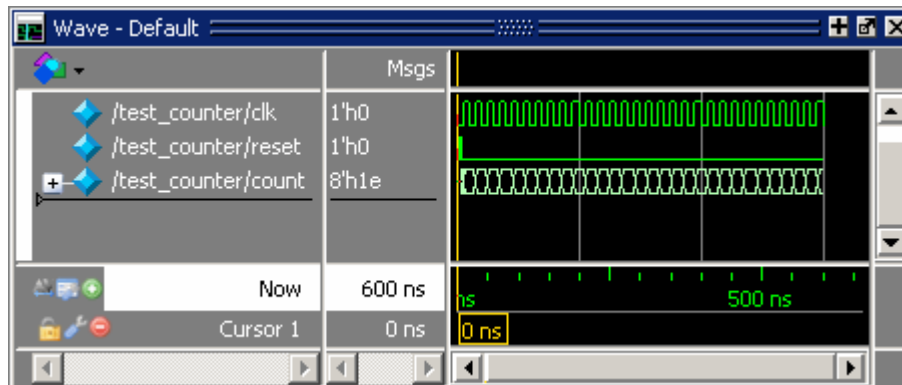 Wave - Default
Msgs
/test_counter/clk 1'h0
/test_counter/reset 1'h0
/test_counter/count 8'h1e
Now 600 ns ns 500 ns
Cursor 1 0 ns 0 ns